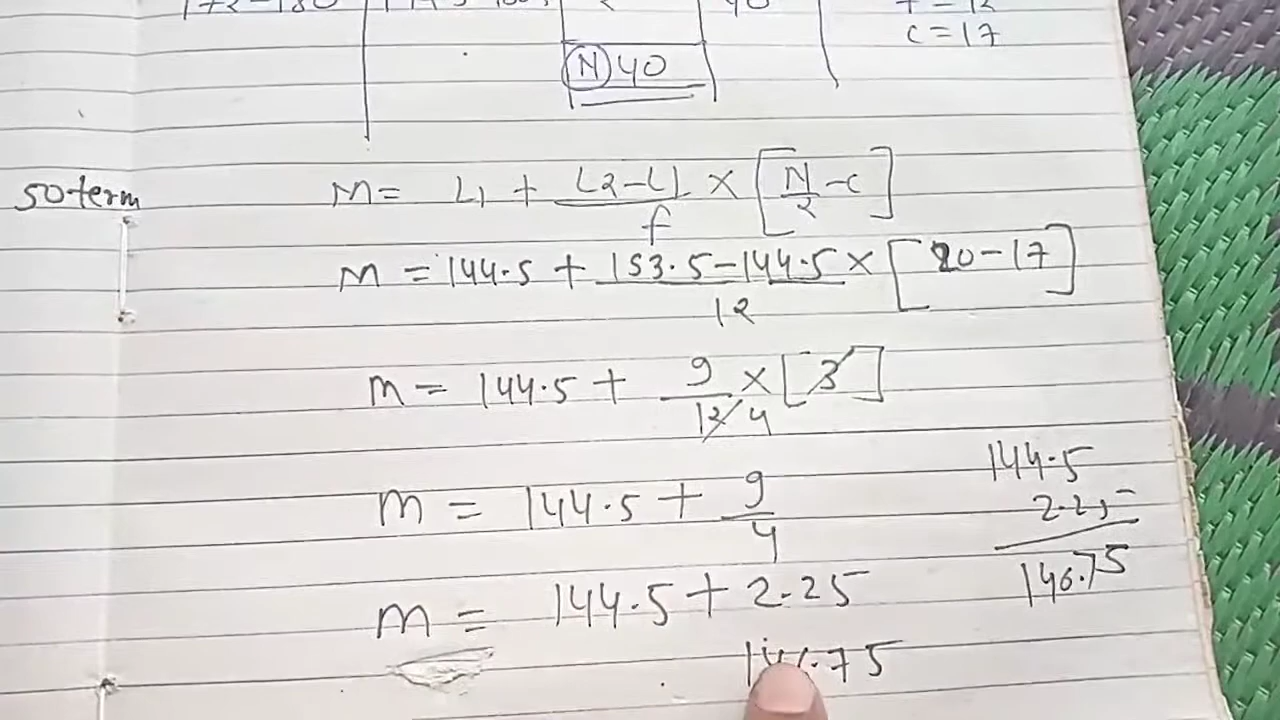 c=17
N 40
50 term
M = L1 + L2-L1 / f × [N/2 - c]
M = 144.5 + 153.5-144.5 / 12 × [20-17]
m = 144.5 + 9 / 12 4 × [3]
m = 144.5 + 9/4
144.5
2.25
146.75
m = 144.5 + 2.25
146.75